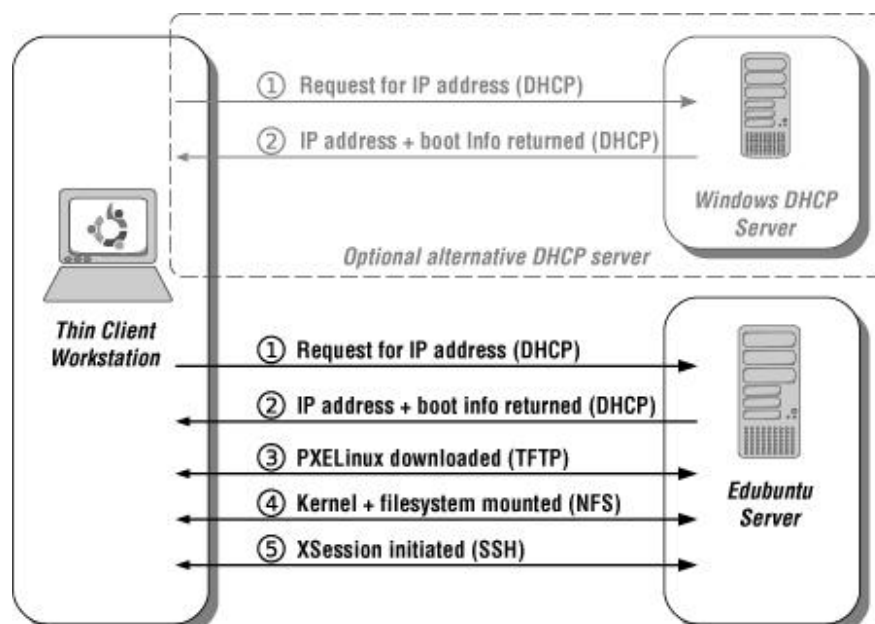 ① Request for IP address (DHCP)
② IP address + boot Info returned (DHCP)
Windows DHCP
Server
Optional alternative DHCP server
Thin Client
Workstation
① Request for IP address (DHCP)
② IP address + boot info returned (DHCP)
③ PXELinux downloaded (TFTP)
④ Kernel + filesystem mounted (NFS)
⑤ XSession initiated (SSH)
Edubuntu
Server